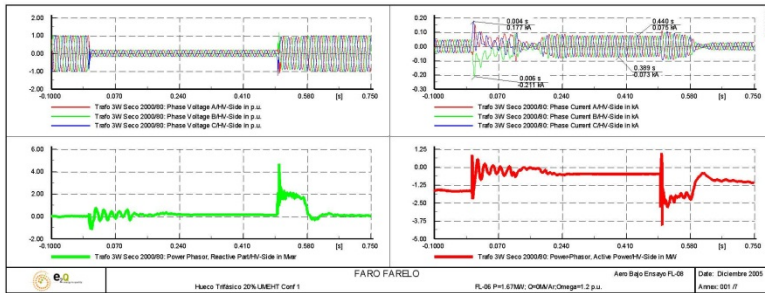 2.00
1.00
0.00
-1.00
-2.00
-0.1000 0.070 0.240 0.410 0.580 [s] 0.750
Trafo 3W Seco 2000/80: Phase Voltage A/HV-Side in p.u.
Trafo 3W Seco 2000/80: Phase Voltage B/HV-Side in p.u.
Trafo 3W Seco 2000/80: Phase Voltage C/HV-Side in p.u.
0.20
0.10
0.00
-0.10
-0.20
-0.30
0.004 s
0.177 kA
0.440 s
0.075 kA
0.006 s
-0.211 kA
0.389 s
-0.073 kA
-0.1000 0.070 0.240 0.410 0.580 [s] 0.750
Trafo 3W Seco 2000/80: Phase Current A/HV-Side in kA
Trafo 3W Seco 2000/80: Phase Current B/HV-Side in kA
Trafo 3W Seco 2000/80: Phase Current C/HV-Side in kA
6.00
4.00
2.00
0.00
-2.00
-0.1000 0.070 0.240 0.410 0.580 [s] 0.750
Trafo 3W Seco 2000/80: Power Phasor, Reactive Part/HV-Side in Mvar
1.25
0.00
-1.25
-2.50
-3.75
-5.00
-0.1000 0.070 0.240 0.410 0.580 [s] 0.750
Trafo 3W Seco 2000/80: Power-Phasor, Active Power/HV-Side in MW
e2Q
FARO FARELO
Aero Bajo Ensayo FL-08
Date: Diciembre 2005
Hueco Trifásico 20% UMEHT Conf 1
FL-06 P=1.67MW; Q=0MVAr;Omega=1.2 p.u.
Annex: 001 /7